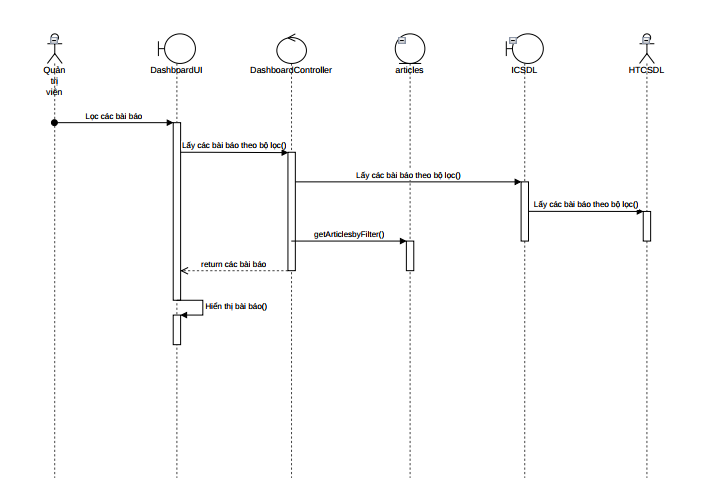 Quản
trị
viên
DashboardUI
DashboardController
articles
ICSDL
HTCSDL
Lọc các bài báo
Lấy các bài báo theo bộ lọc()
Lấy các bài báo theo bộ lọc()
Lấy các bài báo theo bộ lọc()
getArticlesbyFilter()
return các bài báo
Hiển thị bài báo()